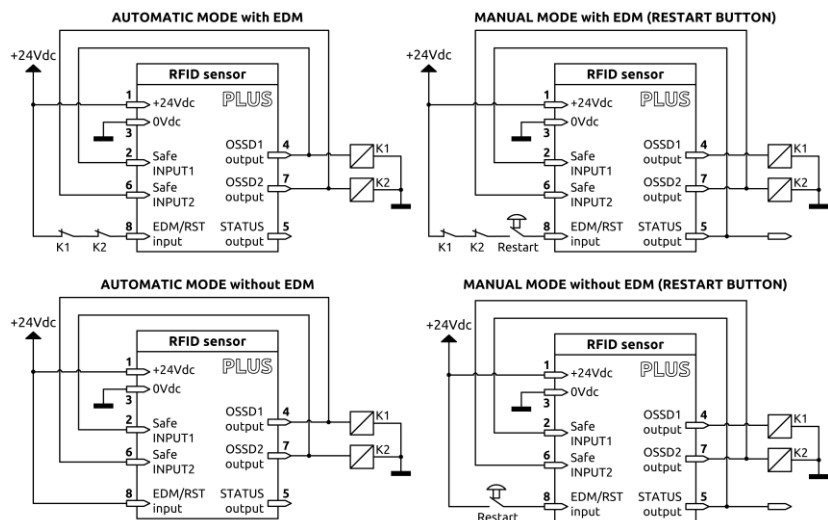 AUTOMATIC MODE with EDM
+24Vdc
RFID sensor
PLUS
1
+24Vdc
0Vdc
3
2
Safe
INPUT1
6
Safe
INPUT2
8
EDM/RST
input
OSSD1
output
4
OSSD2
output
7
STATUS
output
5
K1
K2
K1
K2
MANUAL MODE with EDM (RESTART BUTTON)
+24Vdc
RFID sensor
PLUS
1
+24Vdc
0Vdc
3
2
Safe
INPUT1
6
Safe
INPUT2
8
EDM/RST
input
OSSD1
output
4
OSSD2
output
7
STATUS
output
5
K1
K2
K1
K2
Restart
AUTOMATIC MODE without EDM
+24Vdc
RFID sensor
PLUS
1
+24Vdc
0Vdc
3
2
Safe
INPUT1
6
Safe
INPUT2
8
EDM/RST
input
OSSD1
output
4
OSSD2
output
7
STATUS
output
5
K1
K2
MANUAL MODE without EDM (RESTART BUTTON)
+24Vdc
RFID sensor
PLUS
1
+24Vdc
0Vdc
3
2
Safe
INPUT1
6
Safe
INPUT2
8
EDM/RST
input
OSSD1
output
4
OSSD2
output
7
STATUS
output
5
K1
K2
Restart